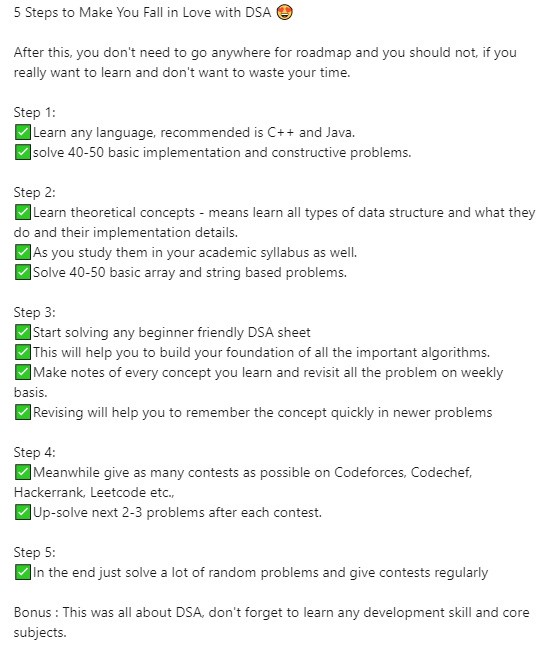 5 Steps to Make You Fall in Love with DSA 🤩
After this, you don't need to go anywhere for roadmap and you should not, if you
really want to learn and don't want to waste your time.
Step 1:
✅Learn any language, recommended is C++ and Java.
✅solve 40-50 basic implementation and constructive problems.
Step 2:
✅Learn theoretical concepts - means learn all types of data structure and what they
do and their implementation details.
✅As you study them in your academic syllabus as well.
✅Solve 40-50 basic array and string based problems.
Step 3:
✅Start solving any beginner friendly DSA sheet
✅This will help you to build your foundation of all the important algorithms.
✅Make notes of every concept you learn and revisit all the problem on weekly
basis.
✅Revising will help you to remember the concept quickly in newer problems
Step 4:
✅Meanwhile give as many contests as possible on Codeforces, Codechef,
Hackerrank, Leetcode etc.,
✅Up-solve next 2-3 problems after each contest.
Step 5:
✅In the end just solve a lot of random problems and give contests regularly
Bonus : This was all about DSA, don't forget to learn any development skill and core
subjects.